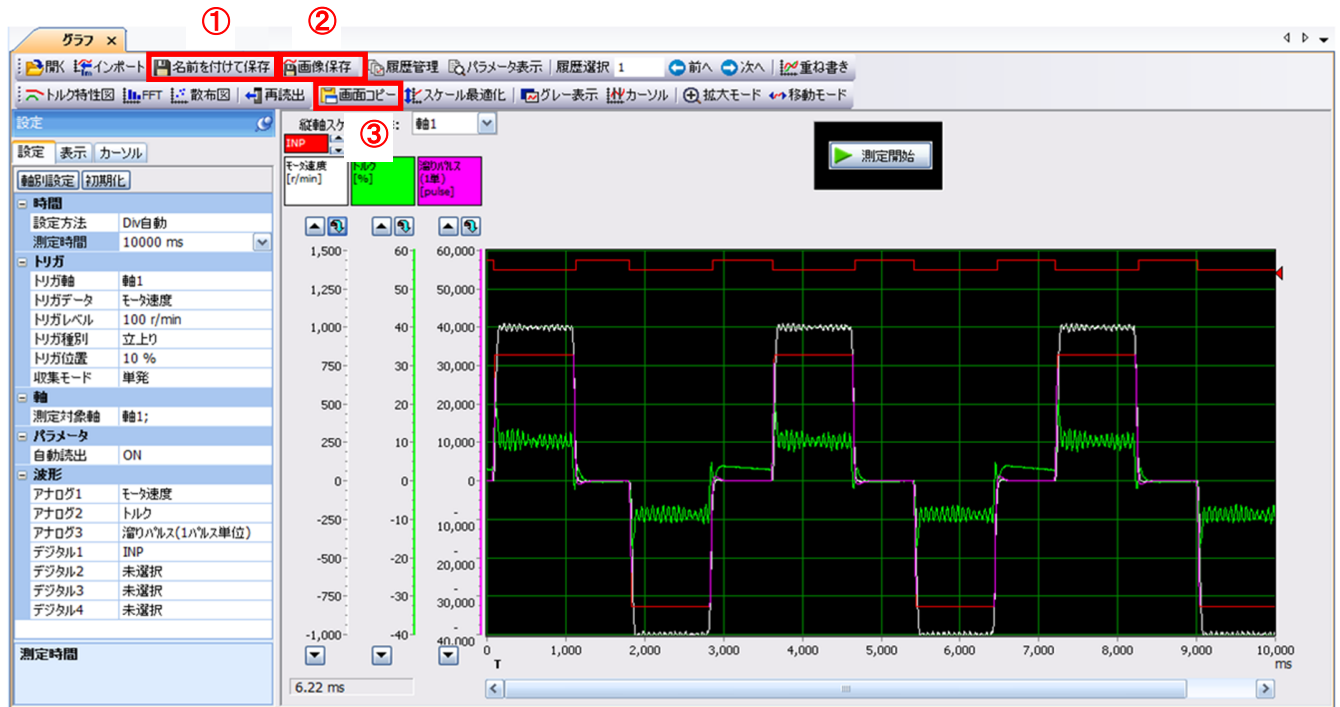 ① ②
グラフ ×
開く インポート 名前を付けて保存 画像保存 履歴管理 パラメータ表示 履歴選択 1 前へ 次へ 重ね書き
トルク特性図 FFT 散布図 再読出 画面コピー スケール最適化 グレー表示 カーソル 拡大モード 移動モード
③
設定
設定 表示 カーソル
軸別設定 初期化
時間
設定方法 Div自動
測定時間 10000 ms
トリガ
トリガ軸 軸1
トリガデータ モータ速度
トリガレベル 100 r/min
トリガ種別 立上り
トリガ位置 10 %
収集モード 単発
軸
測定対象軸 軸1;
パラメータ
自動読出 ON
波形
アナログ1 モータ速度
アナログ2 トルク
アナログ3 溜りパルス(1パルス単位)
デジタル1 INP
デジタル2 未選択
デジタル3 未選択
デジタル4 未選択
測定時間
縦軸スケ : 軸1
INP
モータ速度 [r/min]
トルク [%]
溜りパルス (1単) [pulse]
測定開始
1,500 60 60,000
1,250 50 50,000
1,000 40 40,000
750 30 30,000
500 20 20,000
250 10 10,000
0 0 0
-250 -10 -10,000
-500 -20 -20,000
-750 -30 -30,000
-1,000 -40 -40,000
0 1,000 2,000 3,000 4,000 5,000 6,000 7,000 8,000 9,000 10,000
T ms
6.22 ms